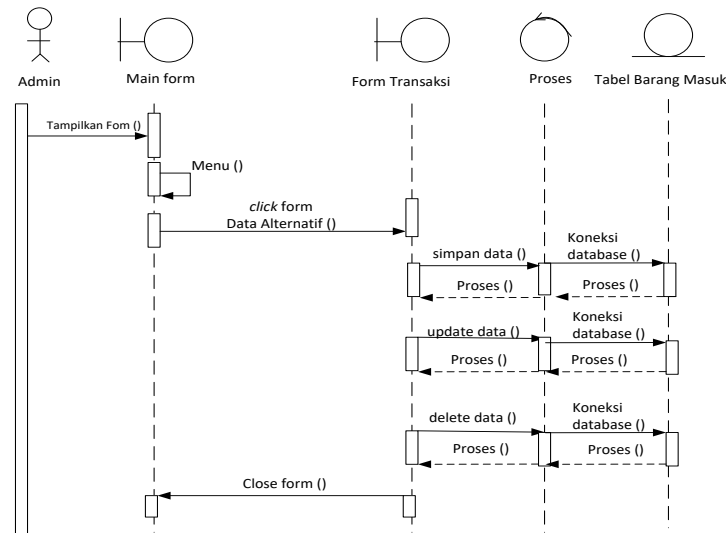 Admin
Main form
Form Transaksi
Proses
Tabel Barang Masuk
Tampilkan Fom ()
Menu ()
click form
Data Alternatif ()
simpan data ()
Koneksi
database ()
Proses ()
Proses ()
update data ()
Koneksi
database ()
Proses ()
Proses ()
delete data ()
Koneksi
database ()
Proses ()
Proses ()
Close form ()